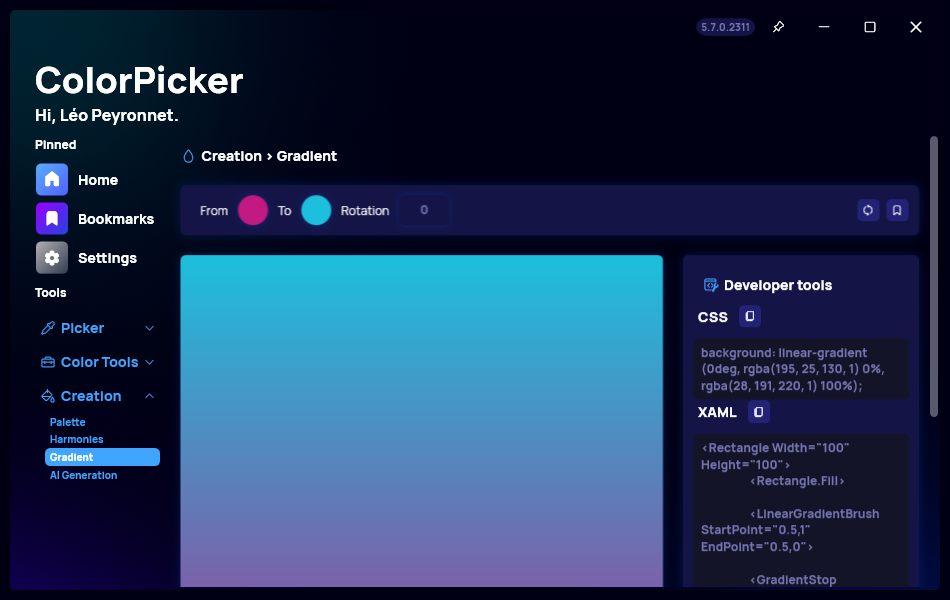 5.7.0.2311
ColorPicker
Hi, Léo Peyronnet.
Pinned
Home
Bookmarks
Settings
Tools
Picker
Color Tools
Creation
Palette
Harmonies
Gradient
AI Generation
Creation > Gradient
From To Rotation 0
Developer tools
CSS
background: linear-gradient
(0deg, rgba(195, 25, 130, 1) 0%,
rgba(28, 191, 220, 1) 100%);
XAML
<Rectangle Width="100"
Height="100">
<Rectangle.Fill>
<LinearGradientBrush
StartPoint="0.5,1"
EndPoint="0.5,0">
<GradientStop